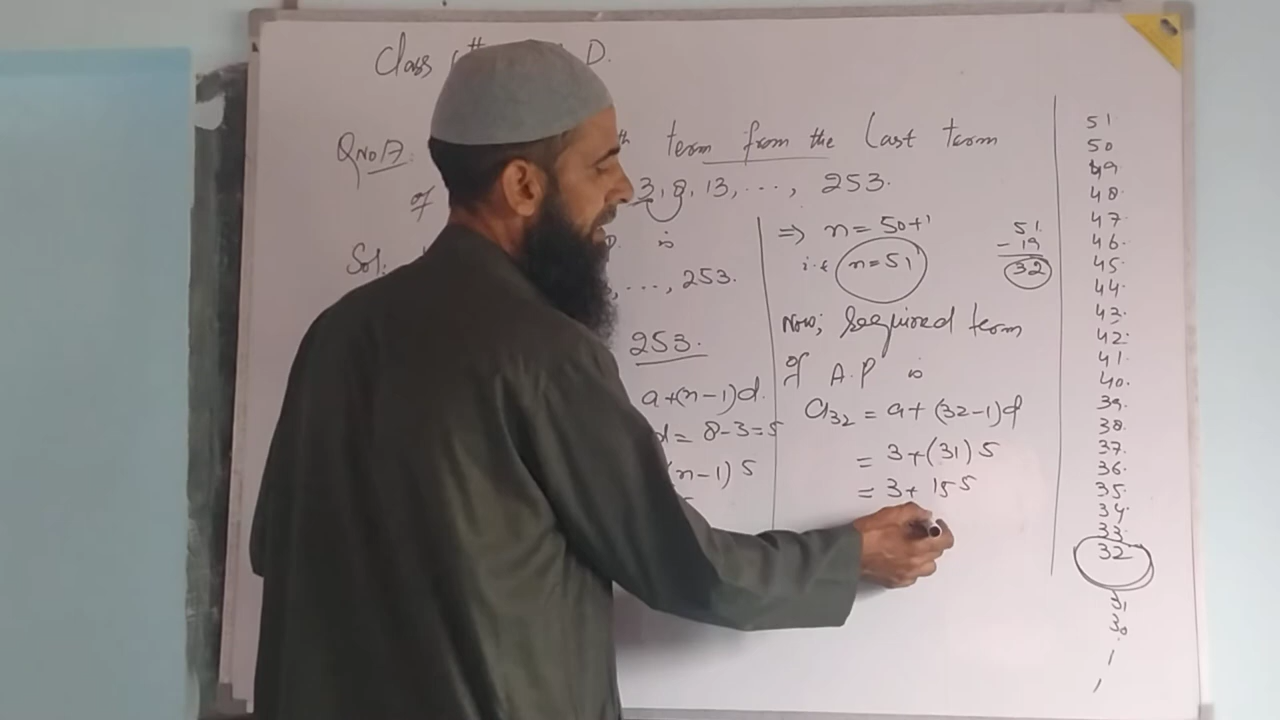 Class D.
Q No 17. th term from the last term
of 3, 8, 13, ..., 253.
Sol: is
, ..., 253.
253.
a+(n-1)d.
d= 8-3=5
(n-1) 5
⇒ n=50+1
i.e n=51
51
- 19
32
Now, Required term
of A.P is
a32 = a+(32-1)d
= 3+(31) 5
= 3+ 155
51
50
49
48
47
46
45
44
43
42
41
40
39
38
37
36
35
34
33
32
31
30